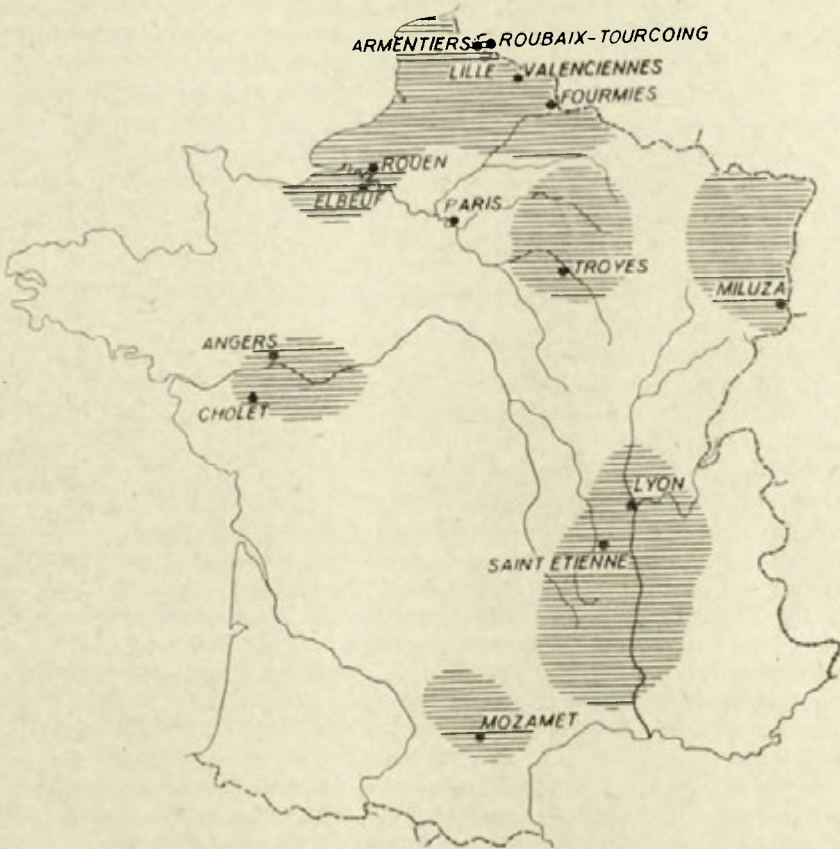 ARMENTIERS
ROUBAIX-TOURCOING
LILLE
VALENCIENNES
FOURMIES
ROUEN
ELBEUF
PARIS
TROYES
MILUZA
ANGERS
CHOLET
LYON
SAINT ETIENNE
MOZAMET